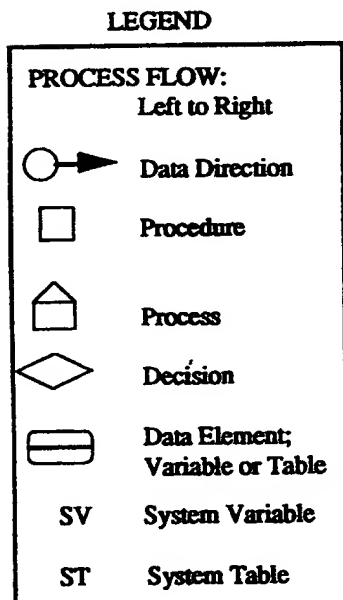 LEGEND
PROCESS FLOW:
Left to Right
Data Direction
Procedure
Process
Decision
Data Element;
Variable or Table
SV System Variable
ST System Table